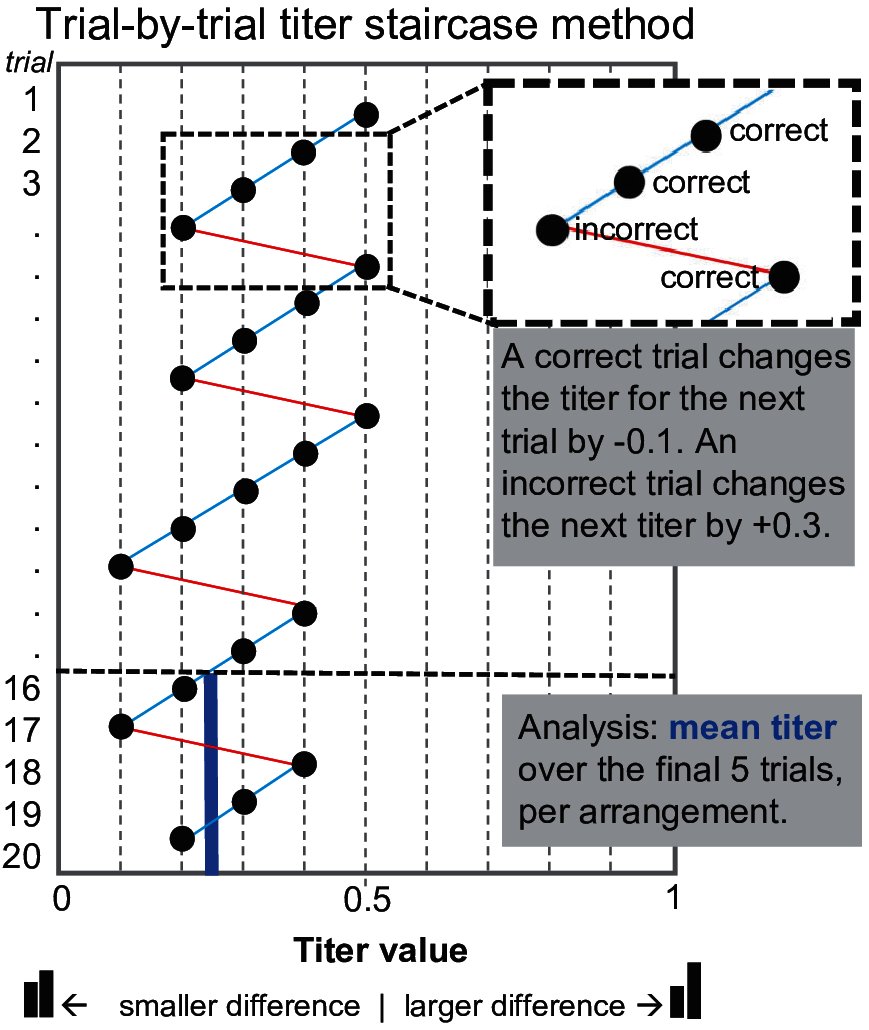 Trial-by-trial titer staircase method
trial
1
2
3
.
.
.
.
.
.
.
.
.
.
.
.
16
17
18
19
20
correct
correct
incorrect
correct
A correct trial changes
the titer for the next
trial by -0.1. An
incorrect trial changes
the next titer by +0.3.
Analysis: mean titer
over the final 5 trials,
per arrangement.
0 0.5 1
Titer value
← smaller difference | larger difference →